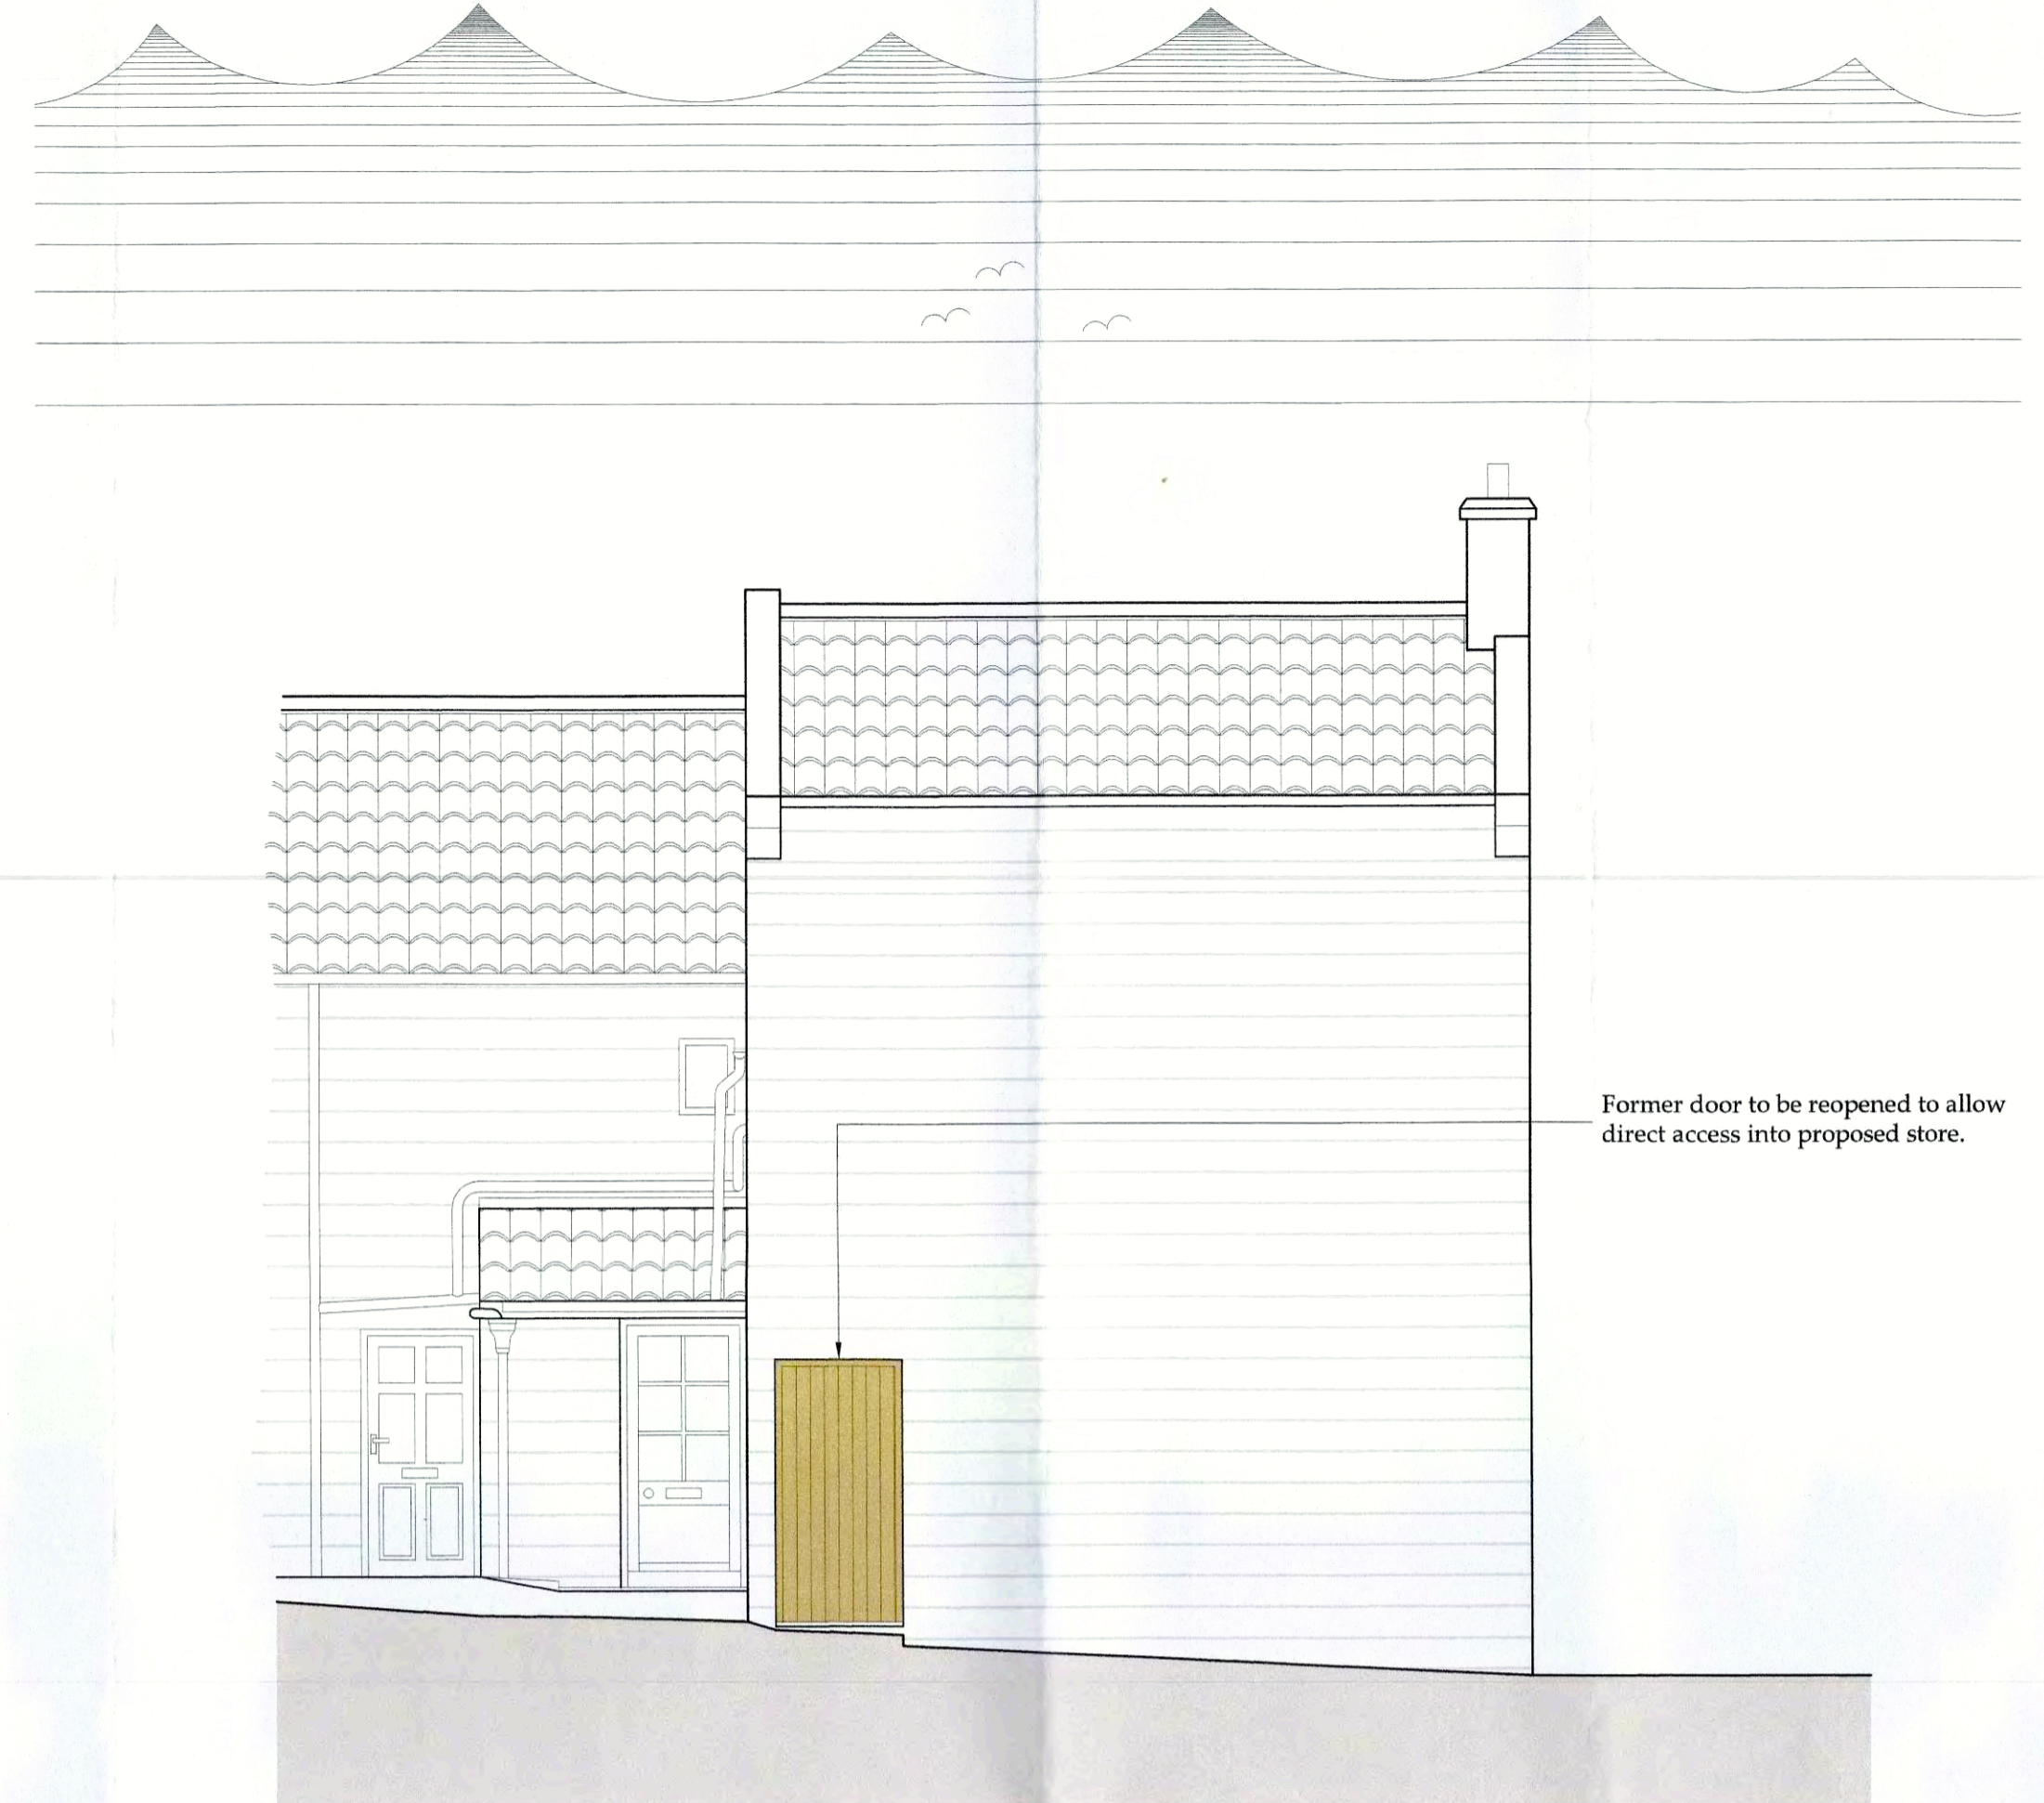 Former door to be reopened to allow
direct access into proposed store.